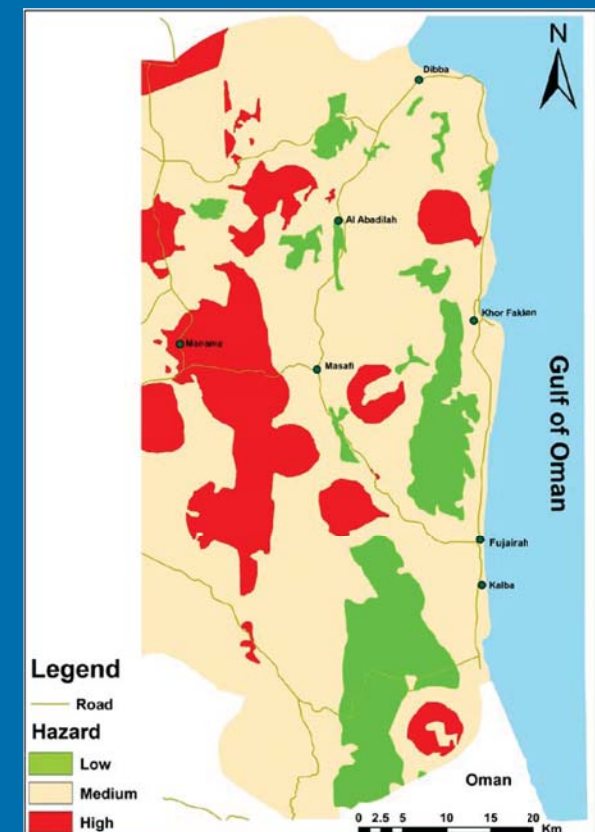 N
Dibba
Al Abadilah
Khor Fakkan
Manama
Masafi
Gulf of Oman
Fujairah
Kalba
Legend
Road
Hazard
Low
Medium
High
Oman
0 2.5 5 10 15 20
Km